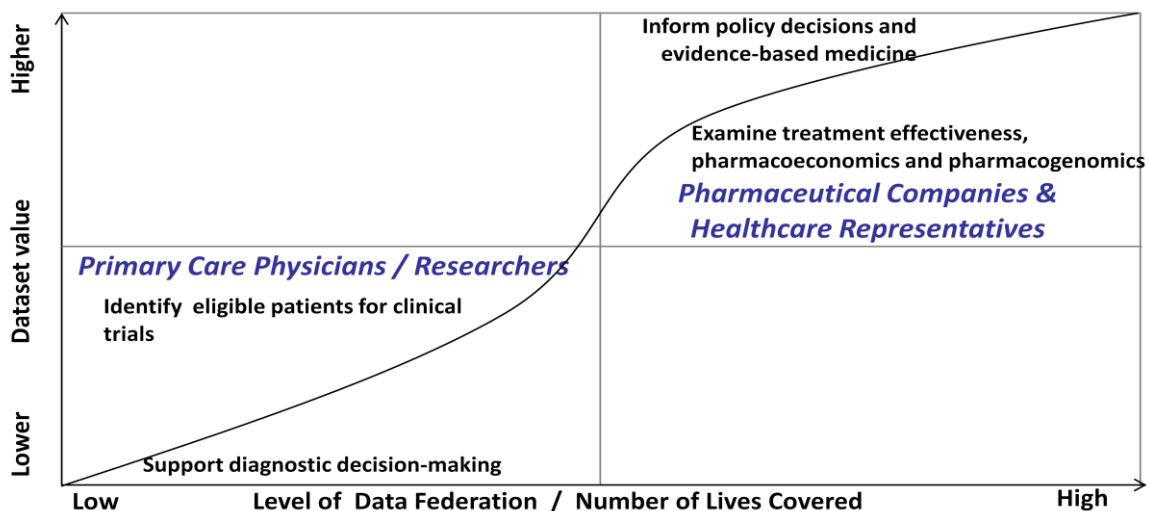 Higher
Dataset value
Lower
Inform policy decisions and
evidence-based medicine
Examine treatment effectiveness,
pharmacoeconomics and pharmacogenomics
Pharmaceutical Companies &
Healthcare Representatives
Primary Care Physicians / Researchers
Identify eligible patients for clinical
trials
Support diagnostic decision-making
Low
Level of Data Federation / Number of Lives Covered
High